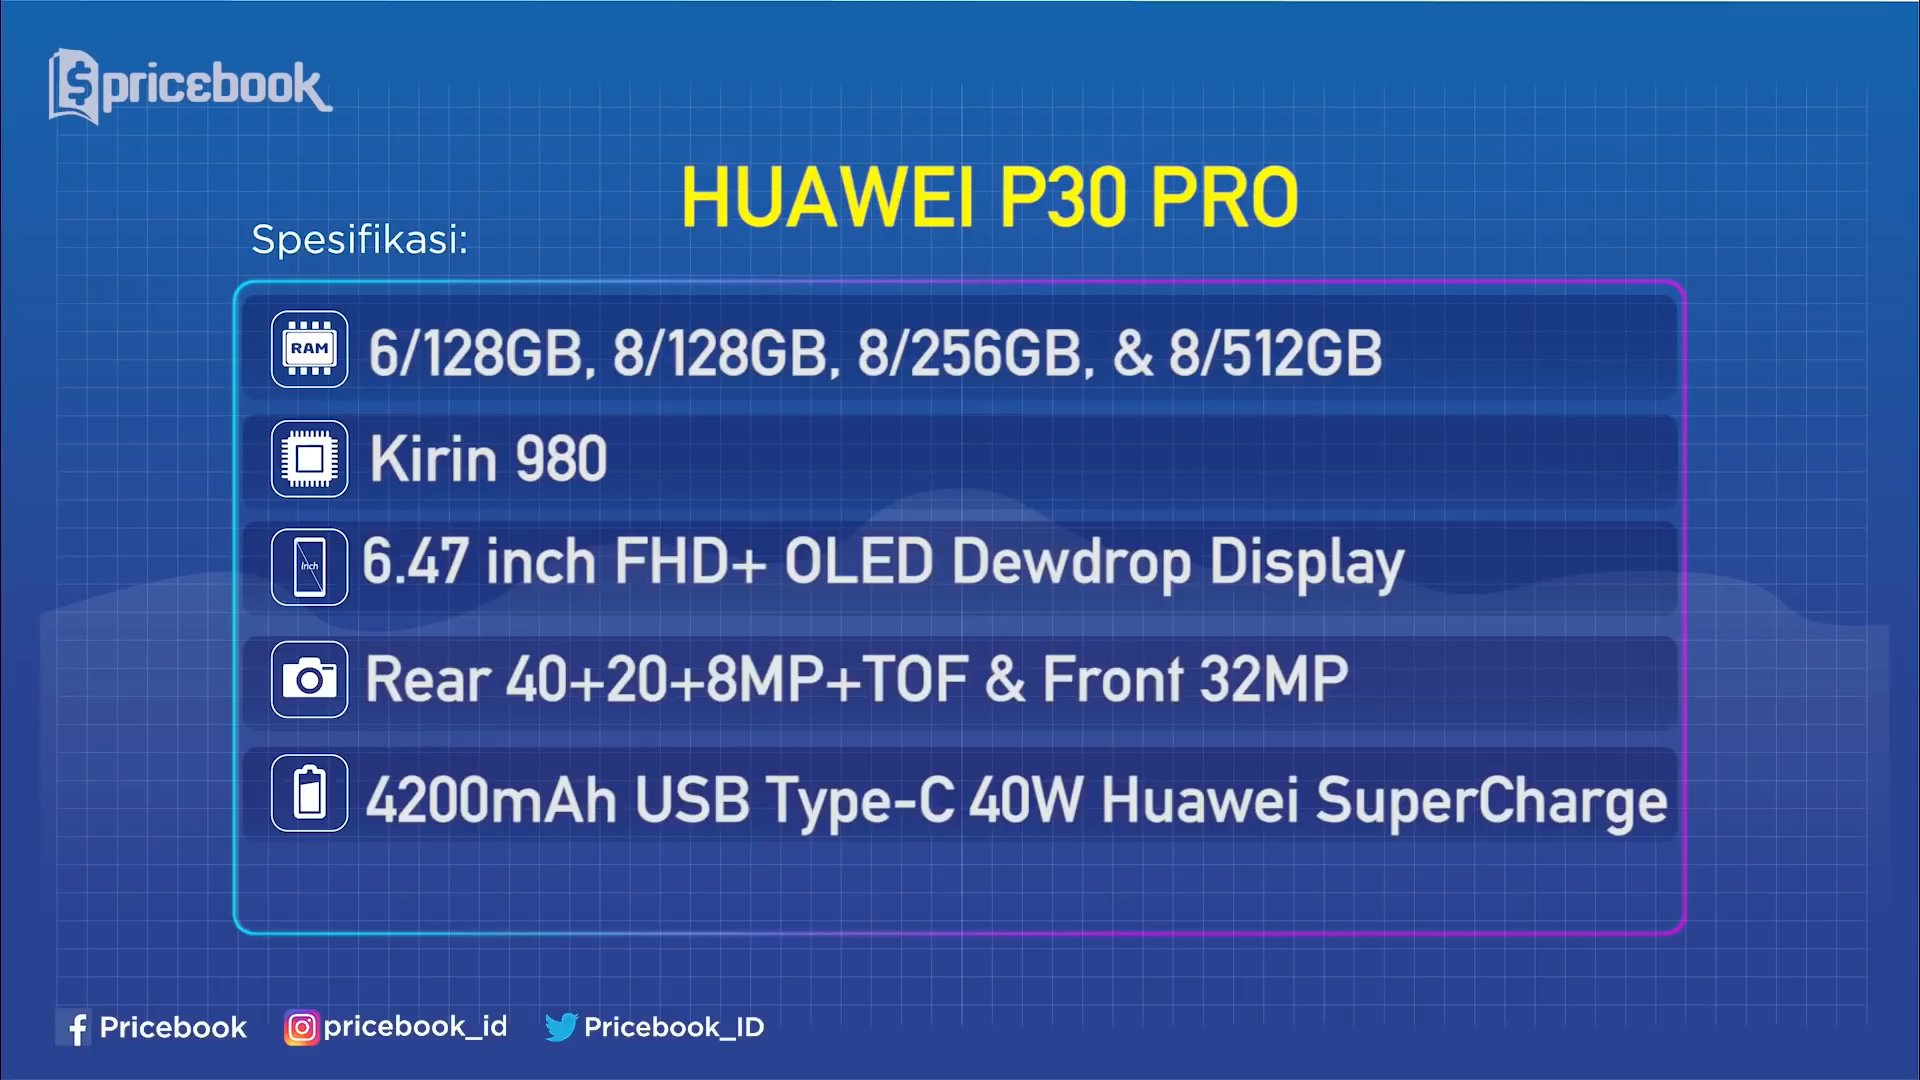 pricebook
HUAWEI P30 PRO
Spesifikasi:
RAM
6/128GB, 8/128GB, 8/256GB, & 8/512GB
Kirin 980
Inch
6.47 inch FHD+ OLED Dewdrop Display
Rear 40+20+8MP+TOF & Front 32MP
4200mAh USB Type-C 40W Huawei SuperCharge
Pricebook
pricebook_id
Pricebook_ID